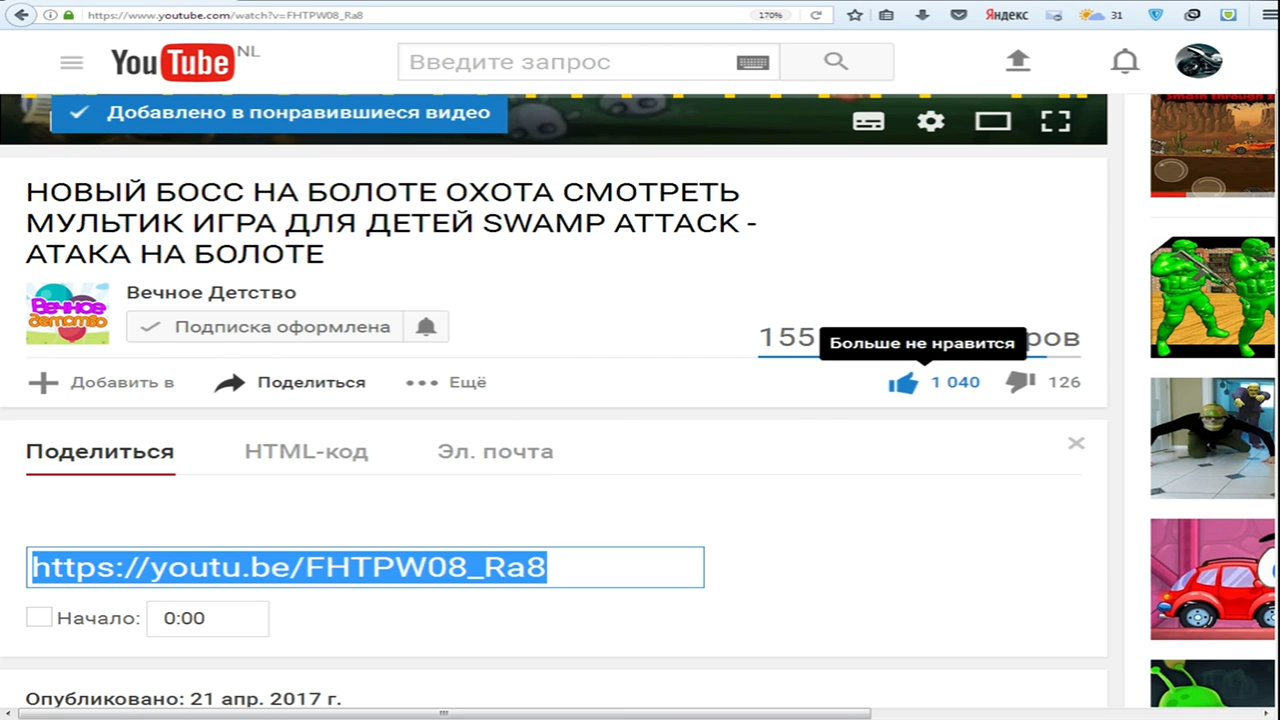 https://www.youtube.com/watch?v=FHTPW08_Ra8
170%
Яндекс
31
YouTube NL
Введите запрос
Добавлено в понравившиеся видео
НОВЫЙ БОСС НА БОЛОТЕ ОХОТА СМОТРЕТЬ
МУЛЬТИК ИГРА ДЛЯ ДЕТЕЙ SWAMP ATTACK -
АТАКА НА БОЛОТЕ
Вечное детство
Вечное Детство
Подписка оформлена
155
Больше не нравится
ров
Добавить в
Поделиться
Ещё
1 040
126
Поделиться
HTML-код
Эл. почта
https://youtu.be/FHTPW08_Ra8
Начало:
0:00
Опубликовано: 21 апр. 2017 г.